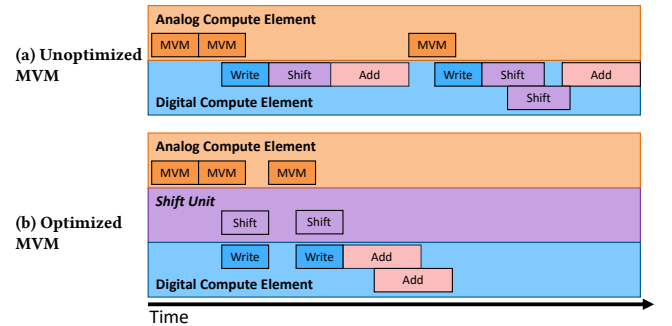 Analog Compute Element
(a) Unoptimized
MVM
MVM MVM MVM
Write Shift Add Write Shift Add
Shift
Digital Compute Element
Analog Compute Element
MVM MVM MVM
(b) Optimized
MVM
Shift Unit
Shift Shift
Write Write Add
Add
Digital Compute Element
Time